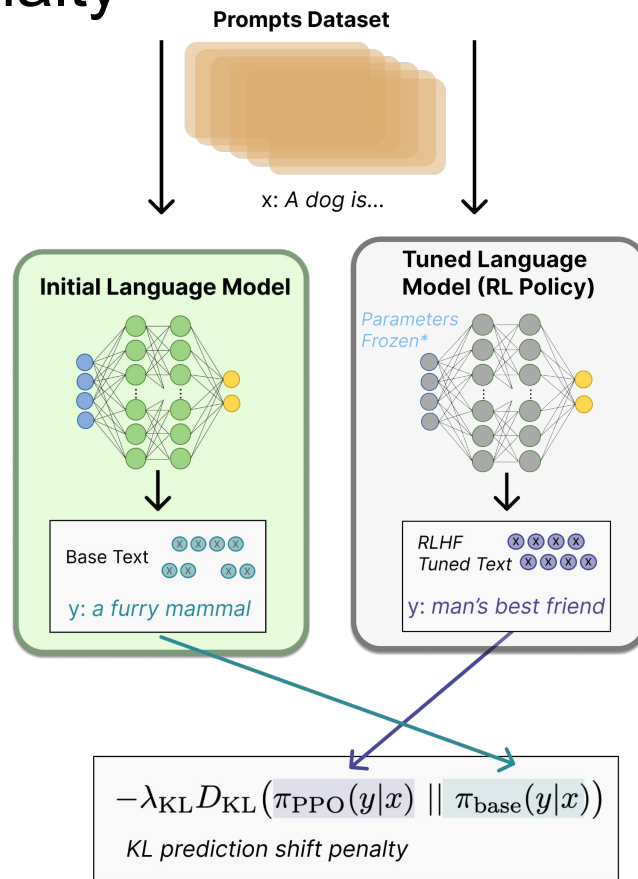 nalty
Prompts Dataset
x: A dog is...
Initial Language Model
Base Text
x x x x
x x x x
y: a furry mammal
Tuned Language
Model (RL Policy)
Parameters
Frozen*
RLHF
Tuned Text
x x x x
x x x x
y: man's best friend
−λ_KL D_KL(π_PPO(y|x) || π_base(y|x))
KL prediction shift penalty